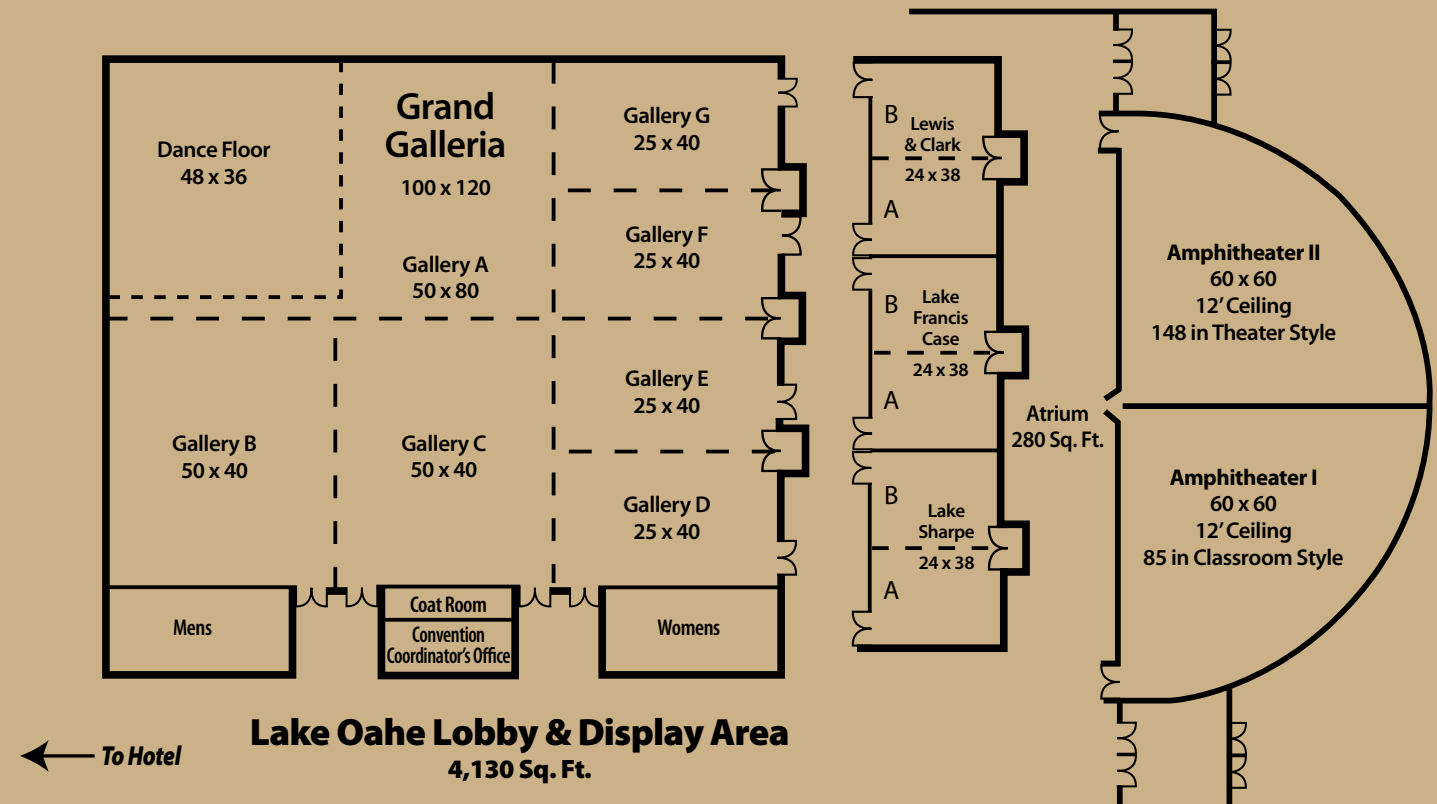 Dance Floor
48 x 36
Grand
Galleria
100 x 120
Gallery A
50 x 80
Gallery G
25 x 40
Gallery F
25 x 40
Gallery B
50 x 40
Gallery C
50 x 40
Gallery E
25 x 40
Gallery D
25 x 40
Mens
Coat Room
Convention
Coordinator's Office
Womens
B
Lewis
& Clark
24 x 38
A
B
Lake
Francis
Case
24 x 38
A
B
Lake
Sharpe
24 x 38
A
Atrium
280 Sq. Ft.
Amphitheater II
60 x 60
12' Ceiling
148 in Theater Style
Amphitheater I
60 x 60
12' Ceiling
85 in Classroom Style
Lake Oahe Lobby & Display Area
4,130 Sq. Ft.
To Hotel